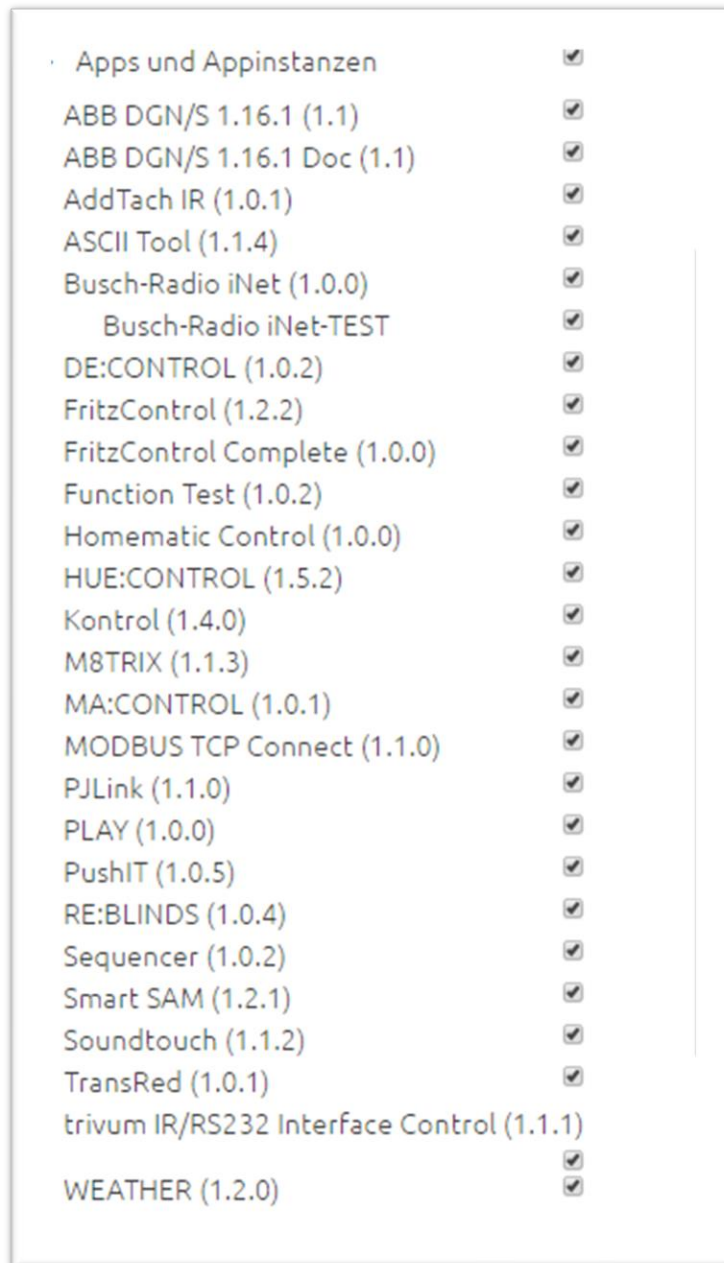 Apps und Appinstanzen
ABB DGN/S 1.16.1 (1.1)
ABB DGN/S 1.16.1 Doc (1.1)
AddTach IR (1.0.1)
ASCII Tool (1.1.4)
Busch-Radio iNet (1.0.0)
Busch-Radio iNet-TEST
DE:CONTROL (1.0.2)
FritzControl (1.2.2)
FritzControl Complete (1.0.0)
Function Test (1.0.2)
Homematic Control (1.0.0)
HUE:CONTROL (1.5.2)
Kontrol (1.4.0)
M8TRIX (1.1.3)
MA:CONTROL (1.0.1)
MODBUS TCP Connect (1.1.0)
PJLink (1.1.0)
PLAY (1.0.0)
PushIT (1.0.5)
RE:BLINDS (1.0.4)
Sequencer (1.0.2)
Smart SAM (1.2.1)
Soundtouch (1.1.2)
TransRed (1.0.1)
trivum IR/RS232 Interface Control (1.1.1)
WEATHER (1.2.0)